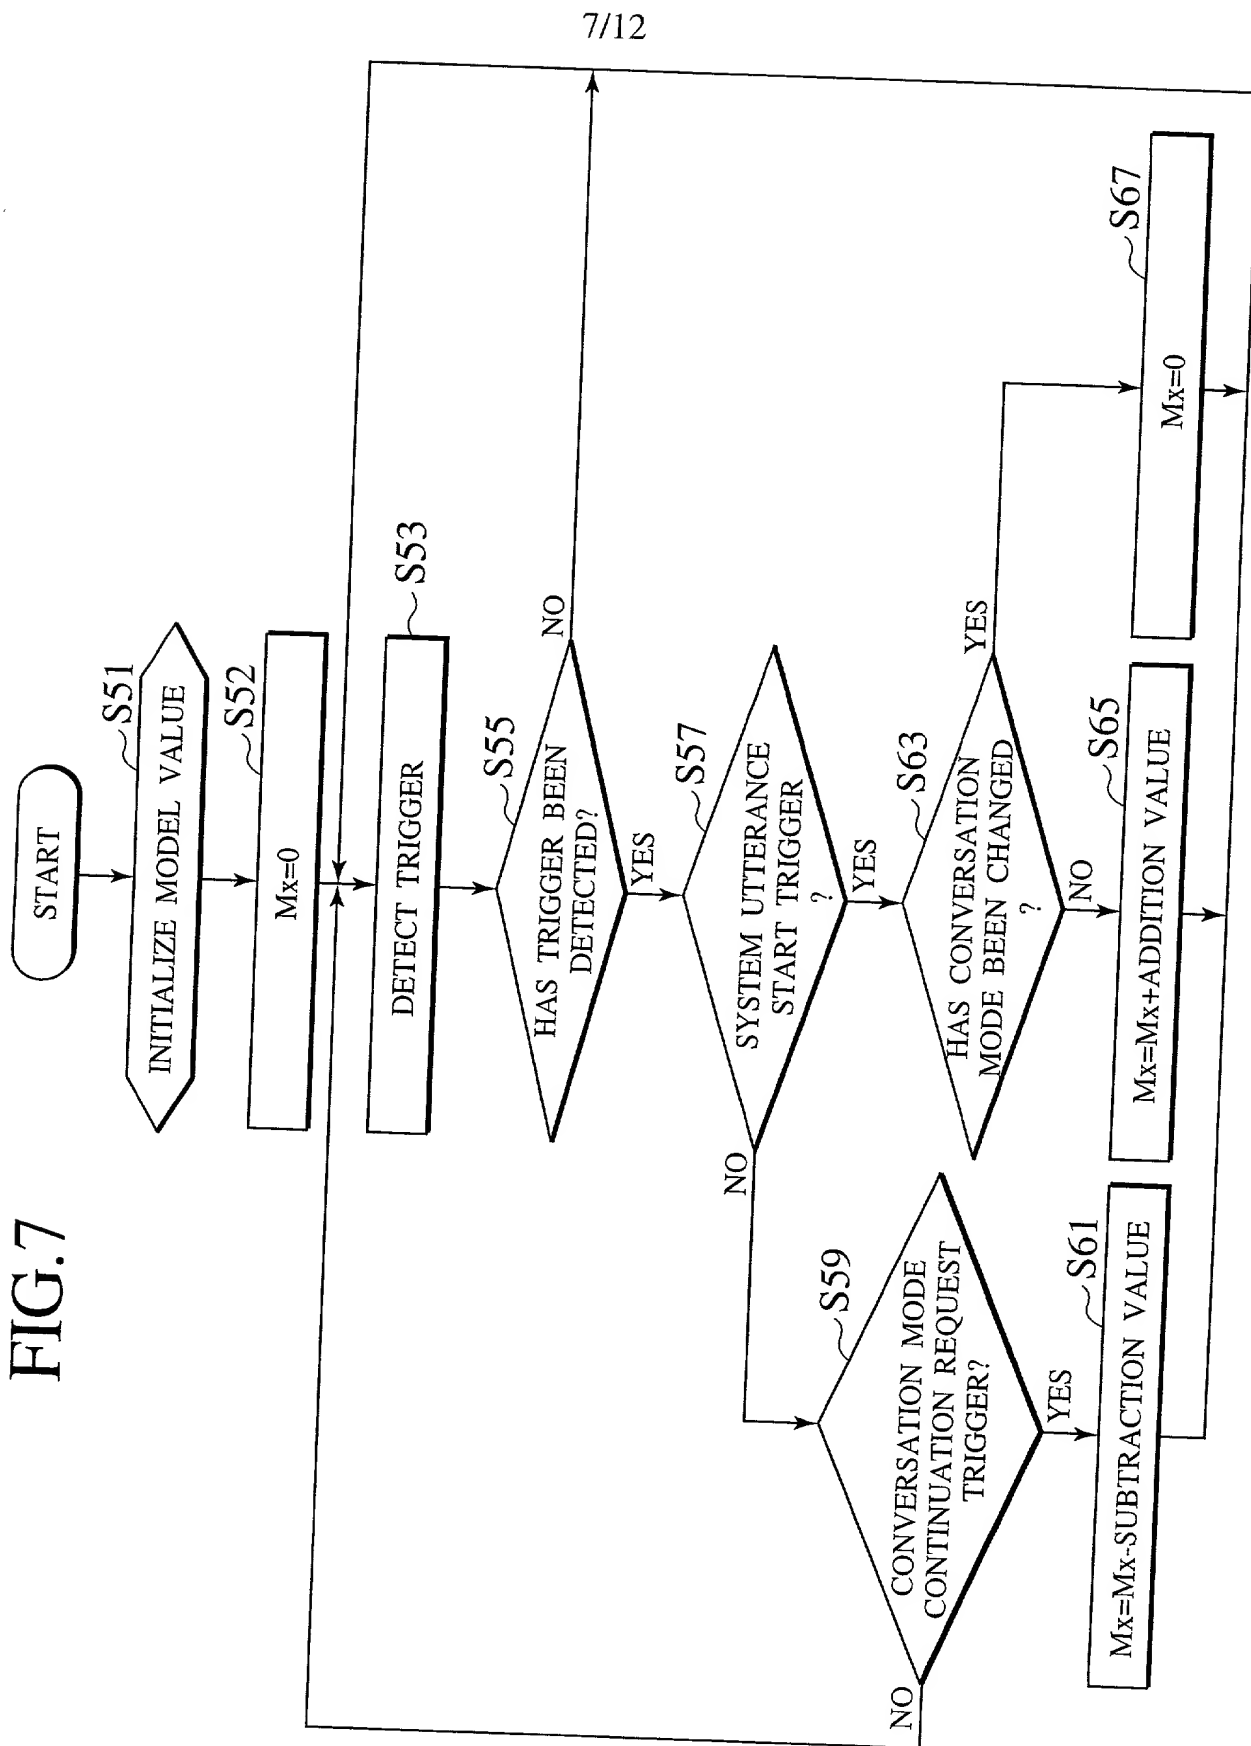 7/12
FIG.7
START
S51
INITIALIZE MODEL VALUE
S52
Mx=0
S53
DETECT TRIGGER
S55
HAS TRIGGER BEEN
DETECTED?
NO
YES
S57
SYSTEM UTTERANCE
START TRIGGER
?
NO
YES
S59
CONVERSATION MODE
CONTINUATION REQUEST
TRIGGER?
NO
YES
S61
Mx=Mx-SUBTRACTION VALUE
S63
HAS CONVERSATION
MODE BEEN CHANGED
?
YES
NO
S65
Mx=Mx+ADDITION VALUE
S67
Mx=0